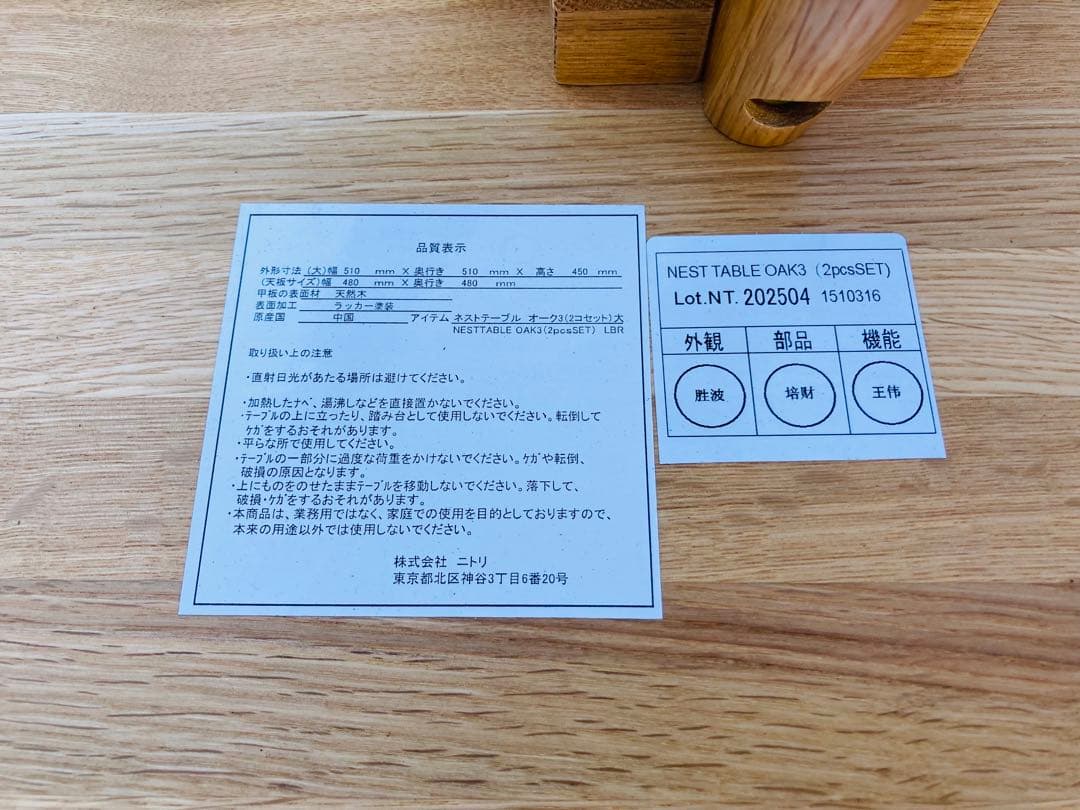 品質表示
外形寸法 (大)幅 510 mm X 奥行き 510 mm X 高さ 450 mm
(天板サイズ)幅 480 mm X 奥行き 480 mm
甲板の表面材 天然木
表面加工 ラッカー塗装
原産国 中国 アイテム ネストテーブル オーク3(2コセット)大
NESTTABLE OAK3(2pcsSET) LBR
取り扱い上の注意
・直射日光があたる場所は避けてください。
・加熱したナベ、湯沸しなどを直接置かないでください。
・テーブルの上に立ったり、踏み台として使用しないでください。転倒して
ケガをするおそれがあります。
・平らな所で使用してください。
・テーブルの一部分に過度な荷重をかけないでください。ケガや転倒、
破損の原因となります。
・上にものをのせたままテーブルを移動しないでください。落下して、
破損・ケガをするおそれがあります。
・本商品は、業務用ではなく、家庭での使用を目的としておりますので、
本来の用途以外では使用しないでください。
株式会社 ニトリ
東京都北区神谷3丁目6番20号
NEST TABLE OAK3 (2pcsSET)
Lot.NT. 202504 1510316
外観 部品 機能
胜波 培财 王伟